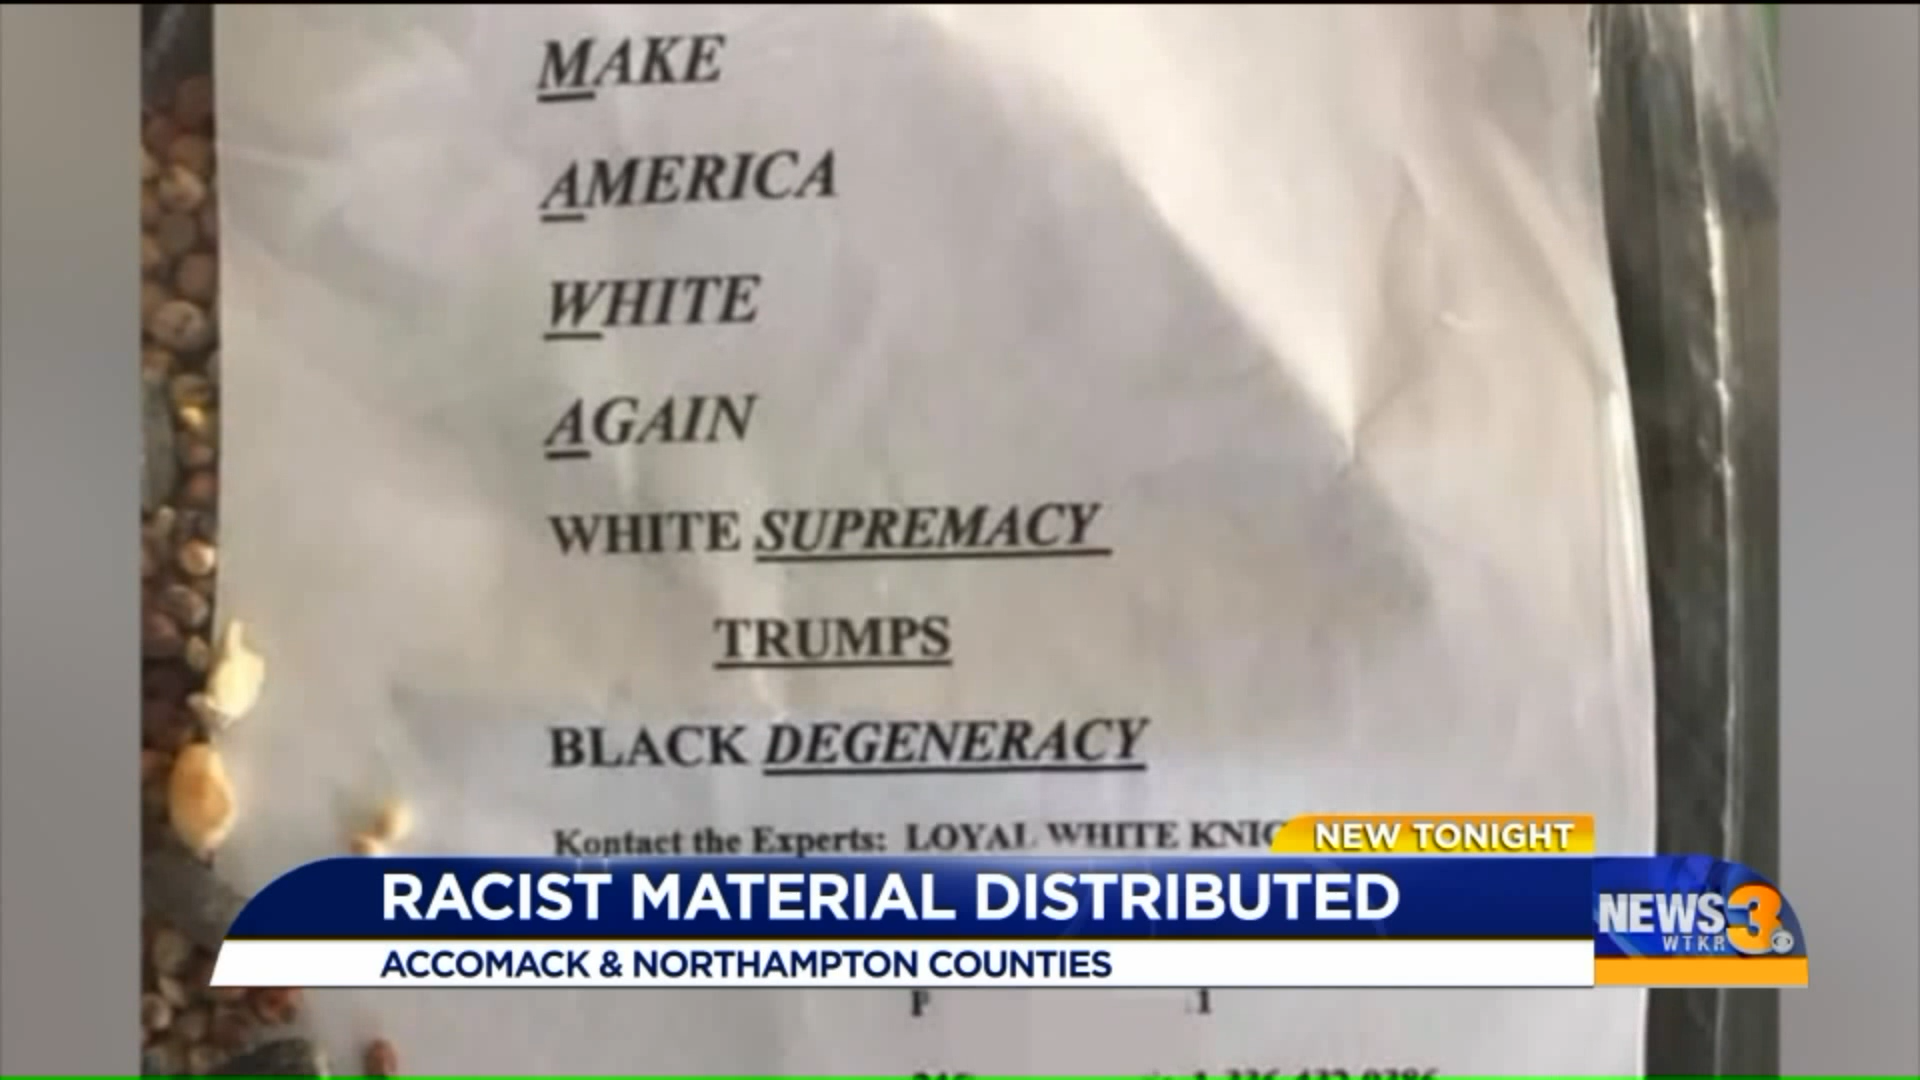 MAKE
AMERICA
WHITE
AGAIN
WHITE SUPREMACY
TRUMPS
BLACK DEGENERACY
Kontact the Experts: LOYAL WHITE
NEW TONIGHT
RACIST MATERIAL DISTRIBUTED
ACCOMACK & NORTHAMPTON COUNTIES
NEWS 3
WTKR
P 1